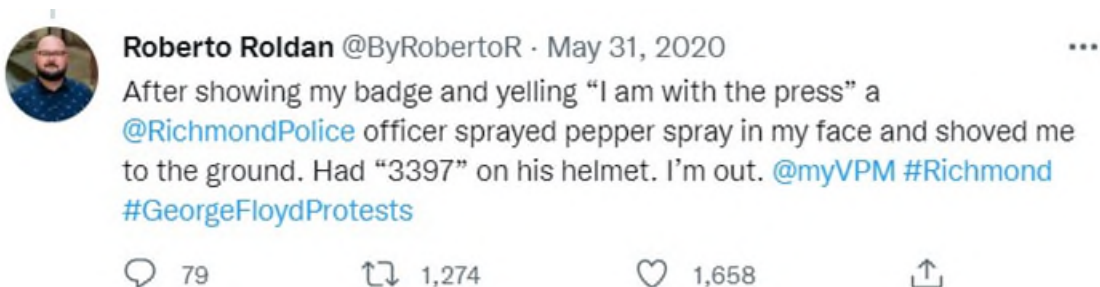 Roberto Roldan @ByRobertoR · May 31, 2020
After showing my badge and yelling “I am with the press” a
@RichmondPolice officer sprayed pepper spray in my face and shoved me
to the ground. Had “3397” on his helmet. I’m out. @myVPM #Richmond
#GeorgeFloydProtests
79 1,274 1,658